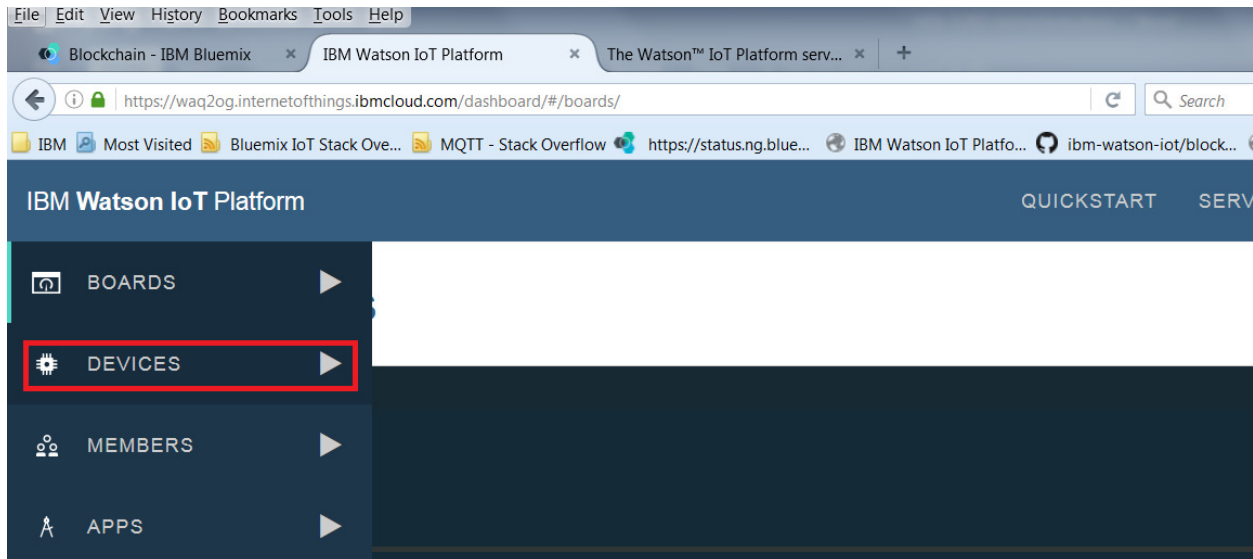 File Edit View History Bookmarks Tools Help
Blockchain - IBM Bluemix × IBM Watson IoT Platform × The Watson™ IoT Platform serv... × +
https://waq2og.internetofthings.ibmcloud.com/dashboard/#/boards/ Search
IBM Most Visited Bluemix IoT Stack Ove... MQTT - Stack Overflow https://status.ng.blue... IBM Watson IoT Platfo... ibm-watson-iot/block...
IBM Watson IoT Platform QUICKSTART SERV
BOARDS
DEVICES
MEMBERS
APPS